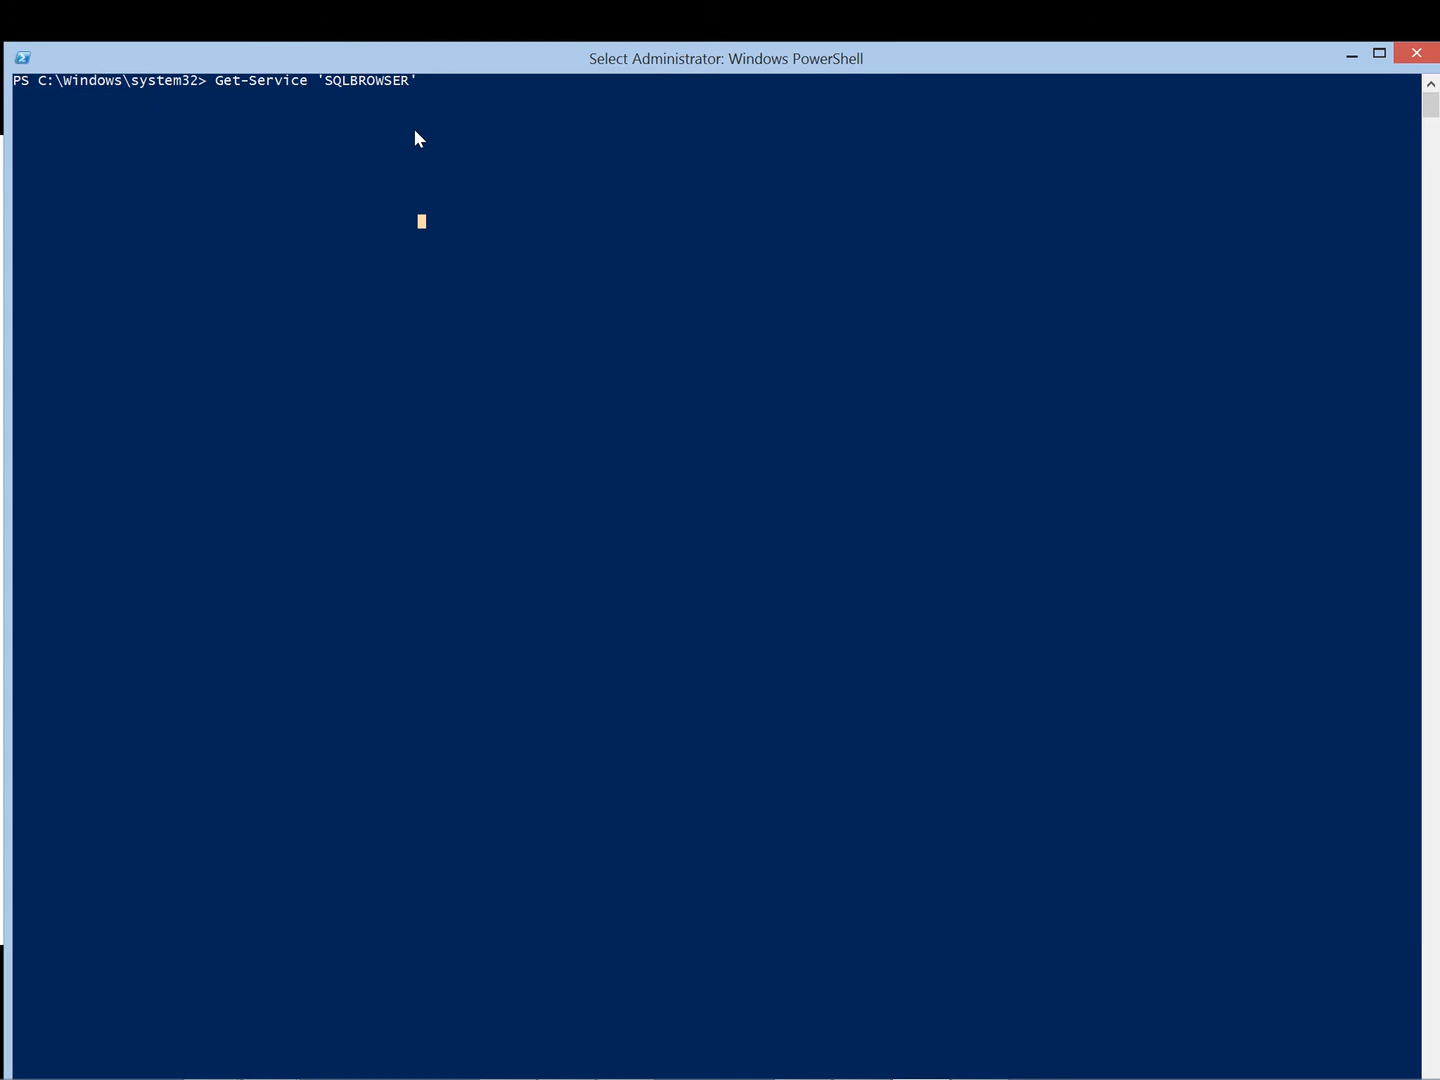 Select Administrator: Windows PowerShell
PS C:\Windows\system32> Get-Service 'SQLBROWSER'